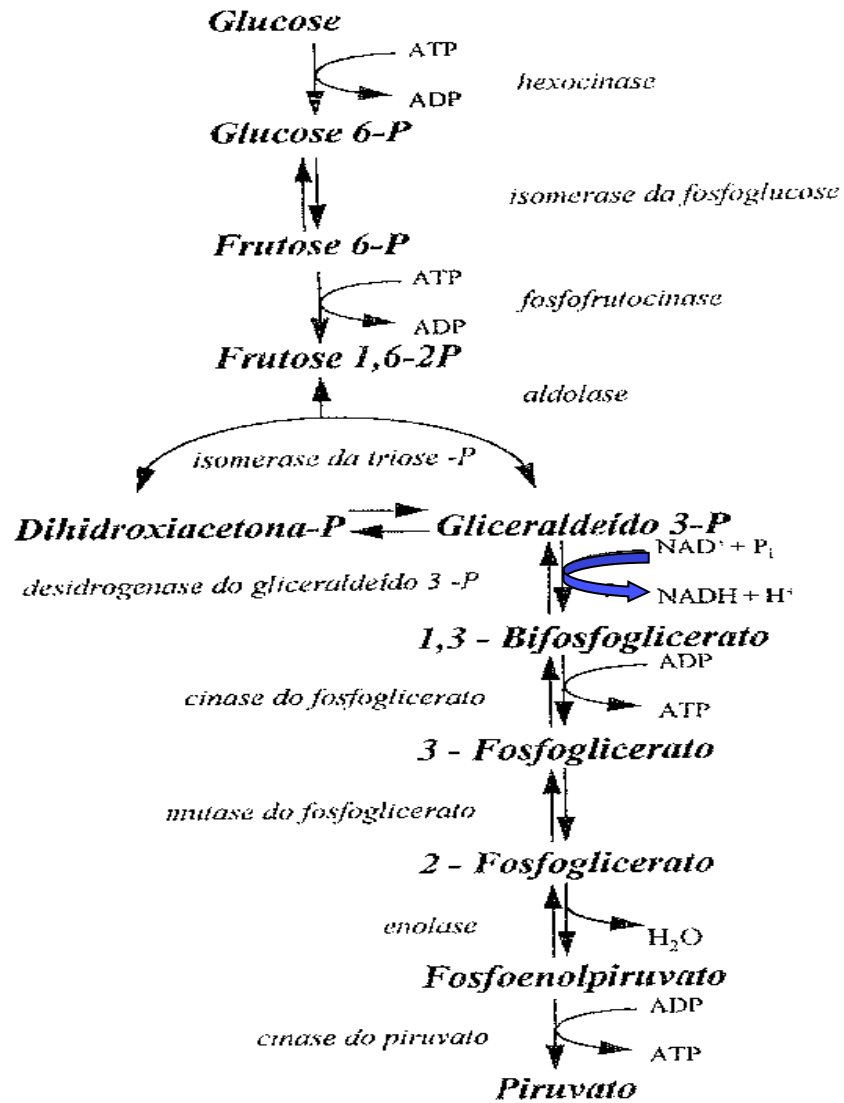 Glucose
ATP
ADP
hexocinase
Glucose 6-P
isomerase da fosfoglucose
Frutose 6-P
ATP
ADP
fosfofrutocinase
Frutose 1,6-2P
aldolase
isomerase da triose -P
Dihidroxiacetona-P
Gliceraldeído 3-P
NAD⁺ + Pᵢ
NADH + H⁺
desidrogenase do gliceraldeído 3 -P
1,3 - Bifosfoglicerato
ADP
ATP
cinase do fosfoglicerato
3 - Fosfoglicerato
mutase do fosfoglicerato
2 - Fosfoglicerato
enolase
H₂O
Fosfoenolpiruvato
ADP
ATP
cinase do piruvato
Piruvato